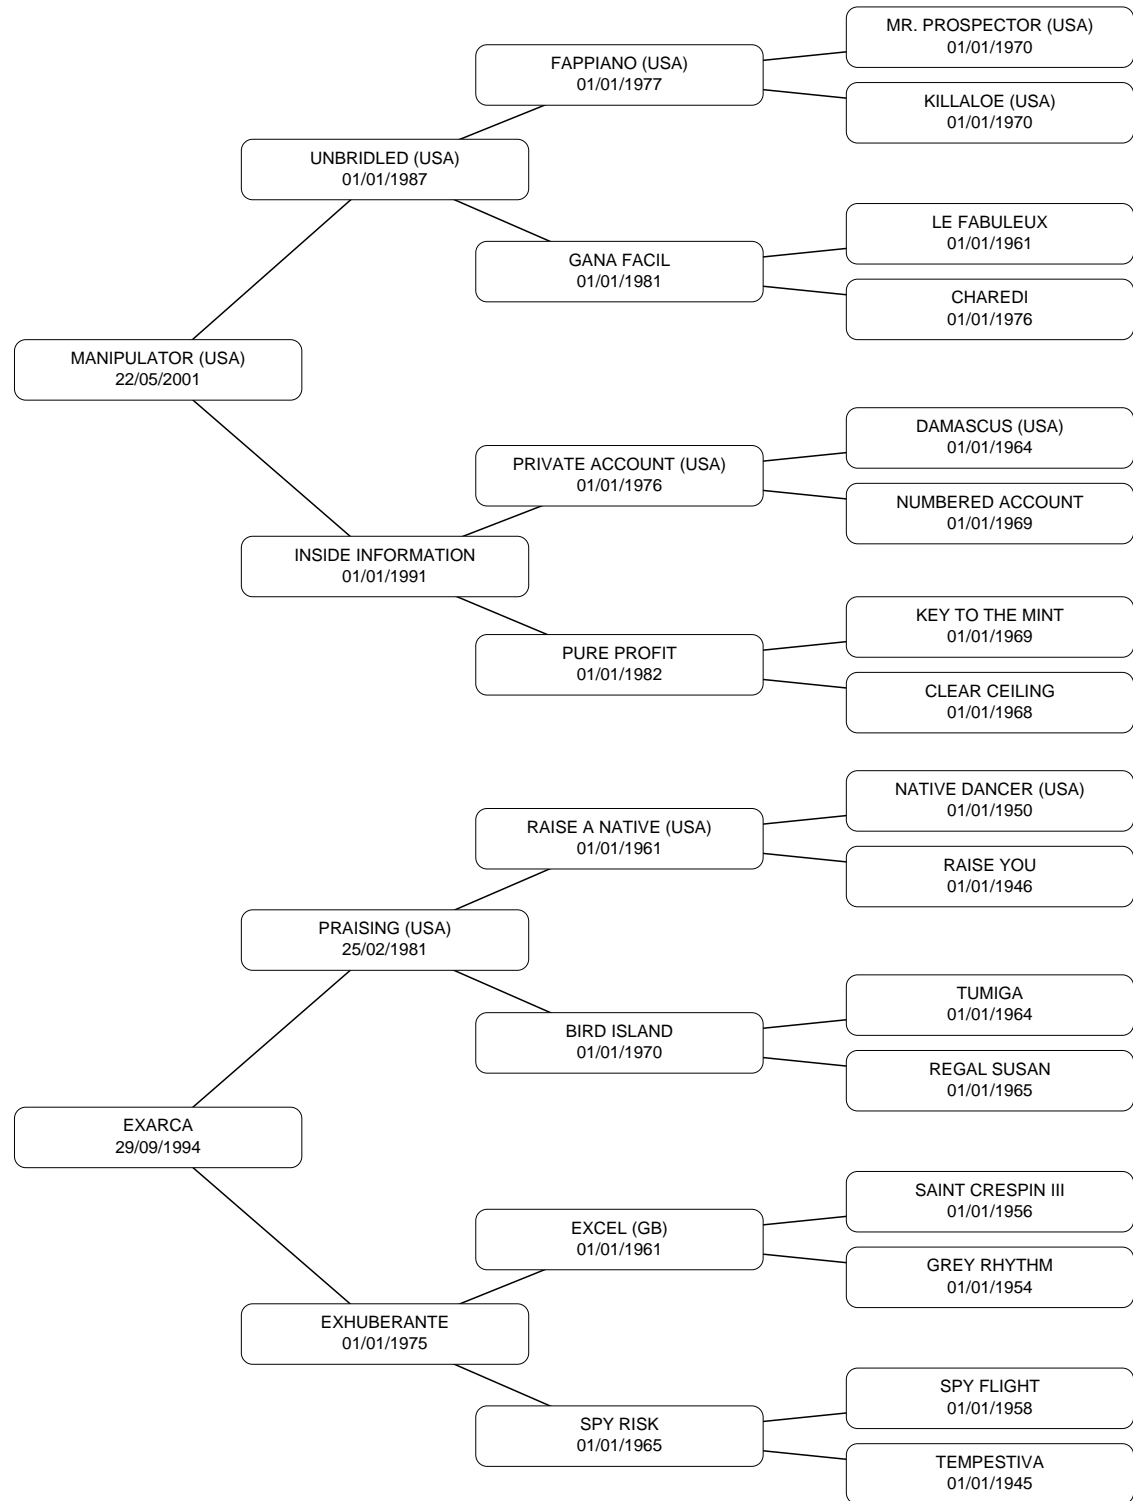 MR. PROSPECTOR (USA)
01/01/1970
FAPPIANO (USA)
01/01/1977
KILLALOE (USA)
01/01/1970
UNBRIDLED (USA)
01/01/1987
LE FABULEUX
01/01/1961
GANA FACIL
01/01/1981
CHAREDI
01/01/1976
MANIPULATOR (USA)
22/05/2001
DAMASCUS (USA)
01/01/1964
PRIVATE ACCOUNT (USA)
01/01/1976
NUMBERED ACCOUNT
01/01/1969
INSIDE INFORMATION
01/01/1991
KEY TO THE MINT
01/01/1969
PURE PROFIT
01/01/1982
CLEAR CEILING
01/01/1968
NATIVE DANCER (USA)
01/01/1950
RAISE A NATIVE (USA)
01/01/1961
RAISE YOU
01/01/1946
PRAISING (USA)
25/02/1981
TUMIGA
01/01/1964
BIRD ISLAND
01/01/1970
REGAL SUSAN
01/01/1965
EXARCA
29/09/1994
SAINT CRESPIN III
01/01/1956
EXCEL (GB)
01/01/1961
GREY RHYTHM
01/01/1954
EXHUBERANTE
01/01/1975
SPY FLIGHT
01/01/1958
SPY RISK
01/01/1965
TEMPESTIVA
01/01/1945